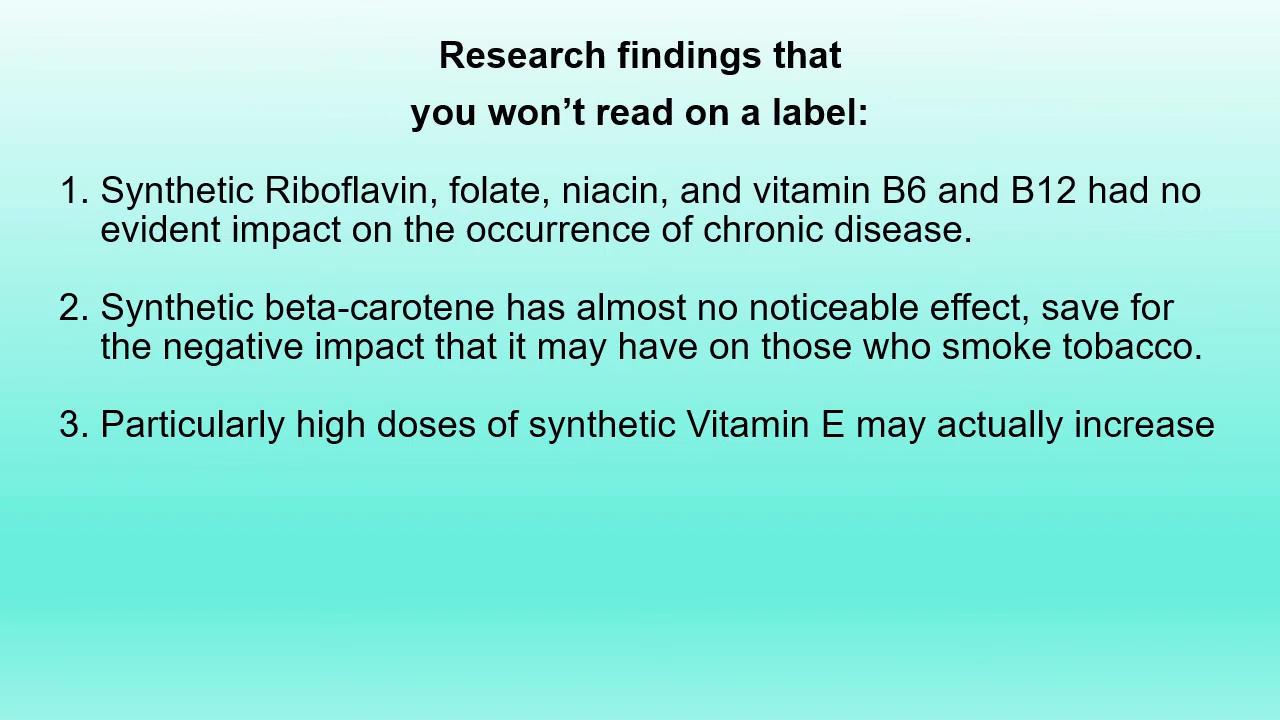 Research findings that
you won’t read on a label:
1. Synthetic Riboflavin, folate, niacin, and vitamin B6 and B12 had no
evident impact on the occurrence of chronic disease.
2. Synthetic beta-carotene has almost no noticeable effect, save for
the negative impact that it may have on those who smoke tobacco.
3. Particularly high doses of synthetic Vitamin E may actually increase